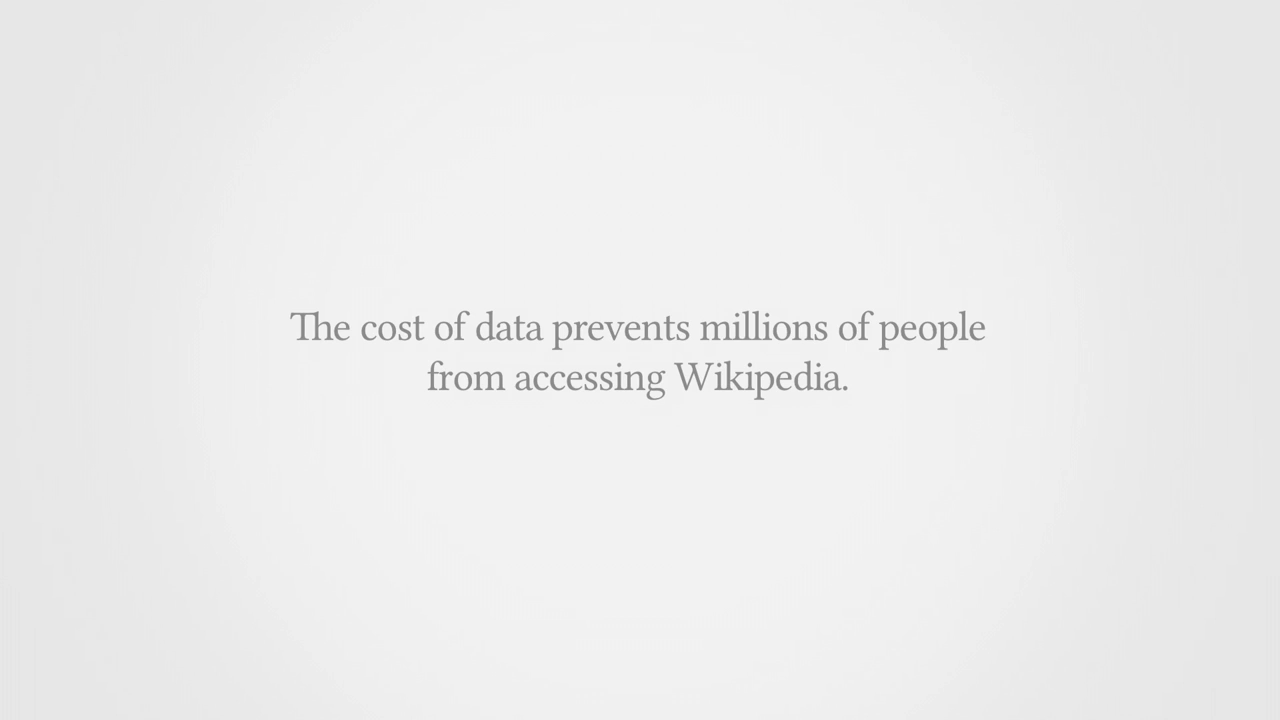 The cost of data prevents millions of people
from accessing Wikipedia.